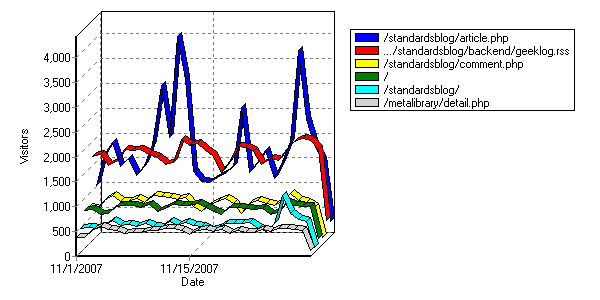 4,000
3,500
3,000
2,500
2,000
1,500
1,000
500
0
Visitors
11/1/2007
11/15/2007
Date
/standardsblog/article.php
.../standardsblog/backend/geeklog.rss
/standardsblog/comment.php
/
/standardsblog/
/metalibrary/detail.php